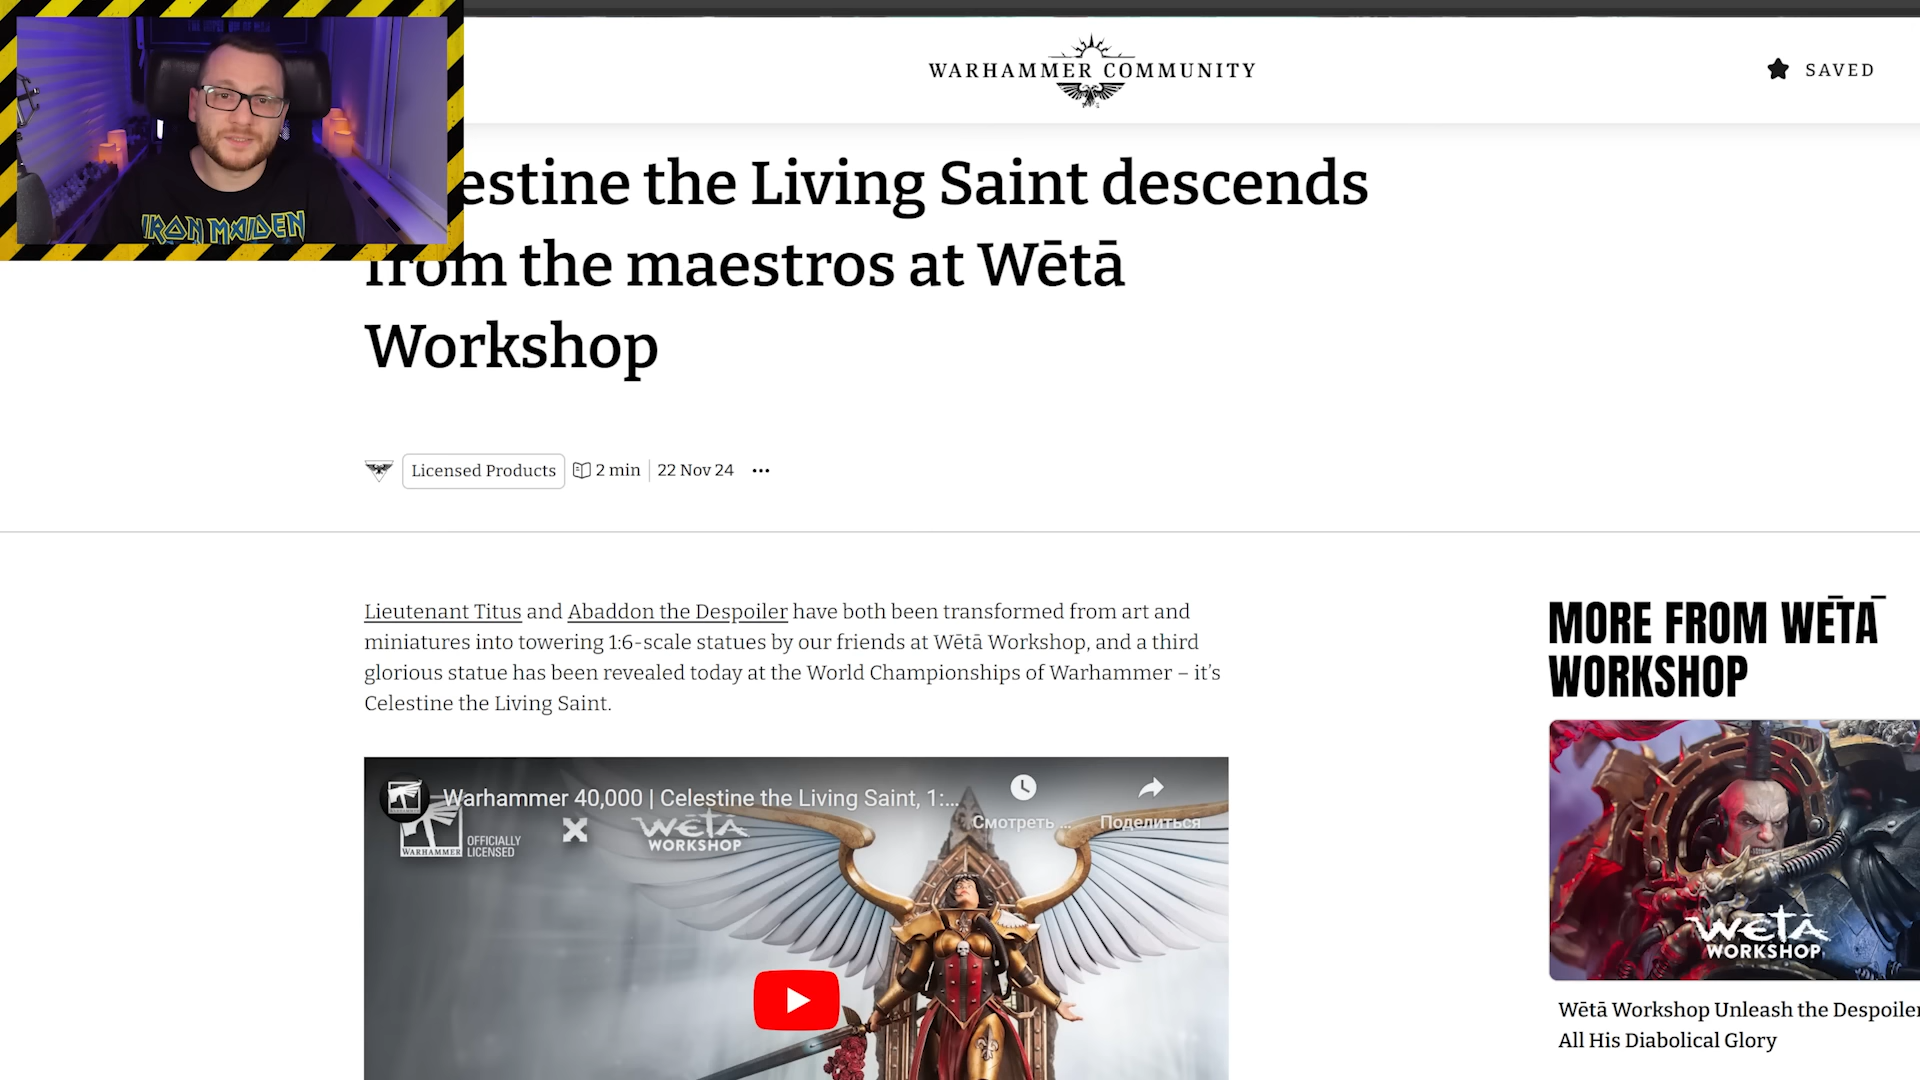 WARHAMMER COMMUNITY
SAVED
IRON MAIDEN
estine the Living Saint descends
from the maestros at Wētā
Workshop
Licensed Products
2 min
22 Nov 24
Lieutenant Titus and Abaddon the Despoiler have both been transformed from art and
miniatures into towering 1:6-scale statues by our friends at Wētā Workshop, and a third
glorious statue has been revealed today at the World Championships of Warhammer – it’s
Celestine the Living Saint.
Warhammer 40,000 | Celestine the Living Saint, 1:...
Смотреть ...
Поделиться
WARHAMMER
OFFICIALLY
LICENSED
WĒTĀ
WORKSHOP
MORE FROM WĒTĀ
WORKSHOP
WĒTĀ
WORKSHOP
Wētā Workshop Unleash the Despoiler
All His Diabolical Glory